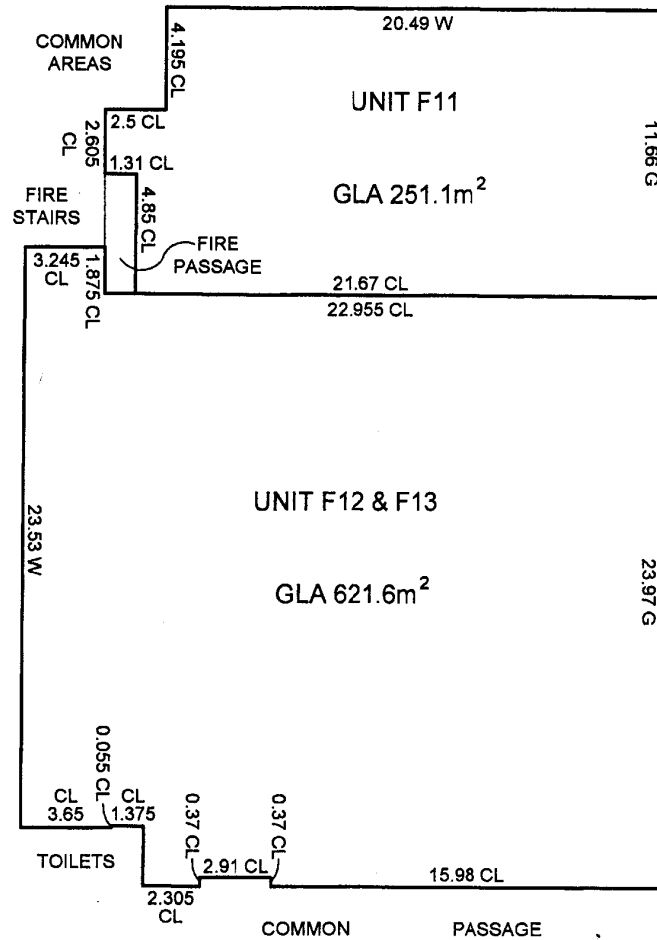 20.49 W
COMMON
AREAS
4.195 CL
UNIT F11
2.5 CL
2.605
CL
11.66 G
1.31 CL
GLA 251.1m²
FIRE
STAIRS
4.85 CL
FIRE
PASSAGE
3.245
CL
1.875 CL
21.67 CL
22.955 CL
UNIT F12 & F13
23.53 W
23.97 G
GLA 621.6m²
0.055 CL
CL
3.65
CL
1.375
0.37 CL
0.37 CL
TOILETS
2.91 CL
15.98 CL
2.305
CL
COMMON PASSAGE